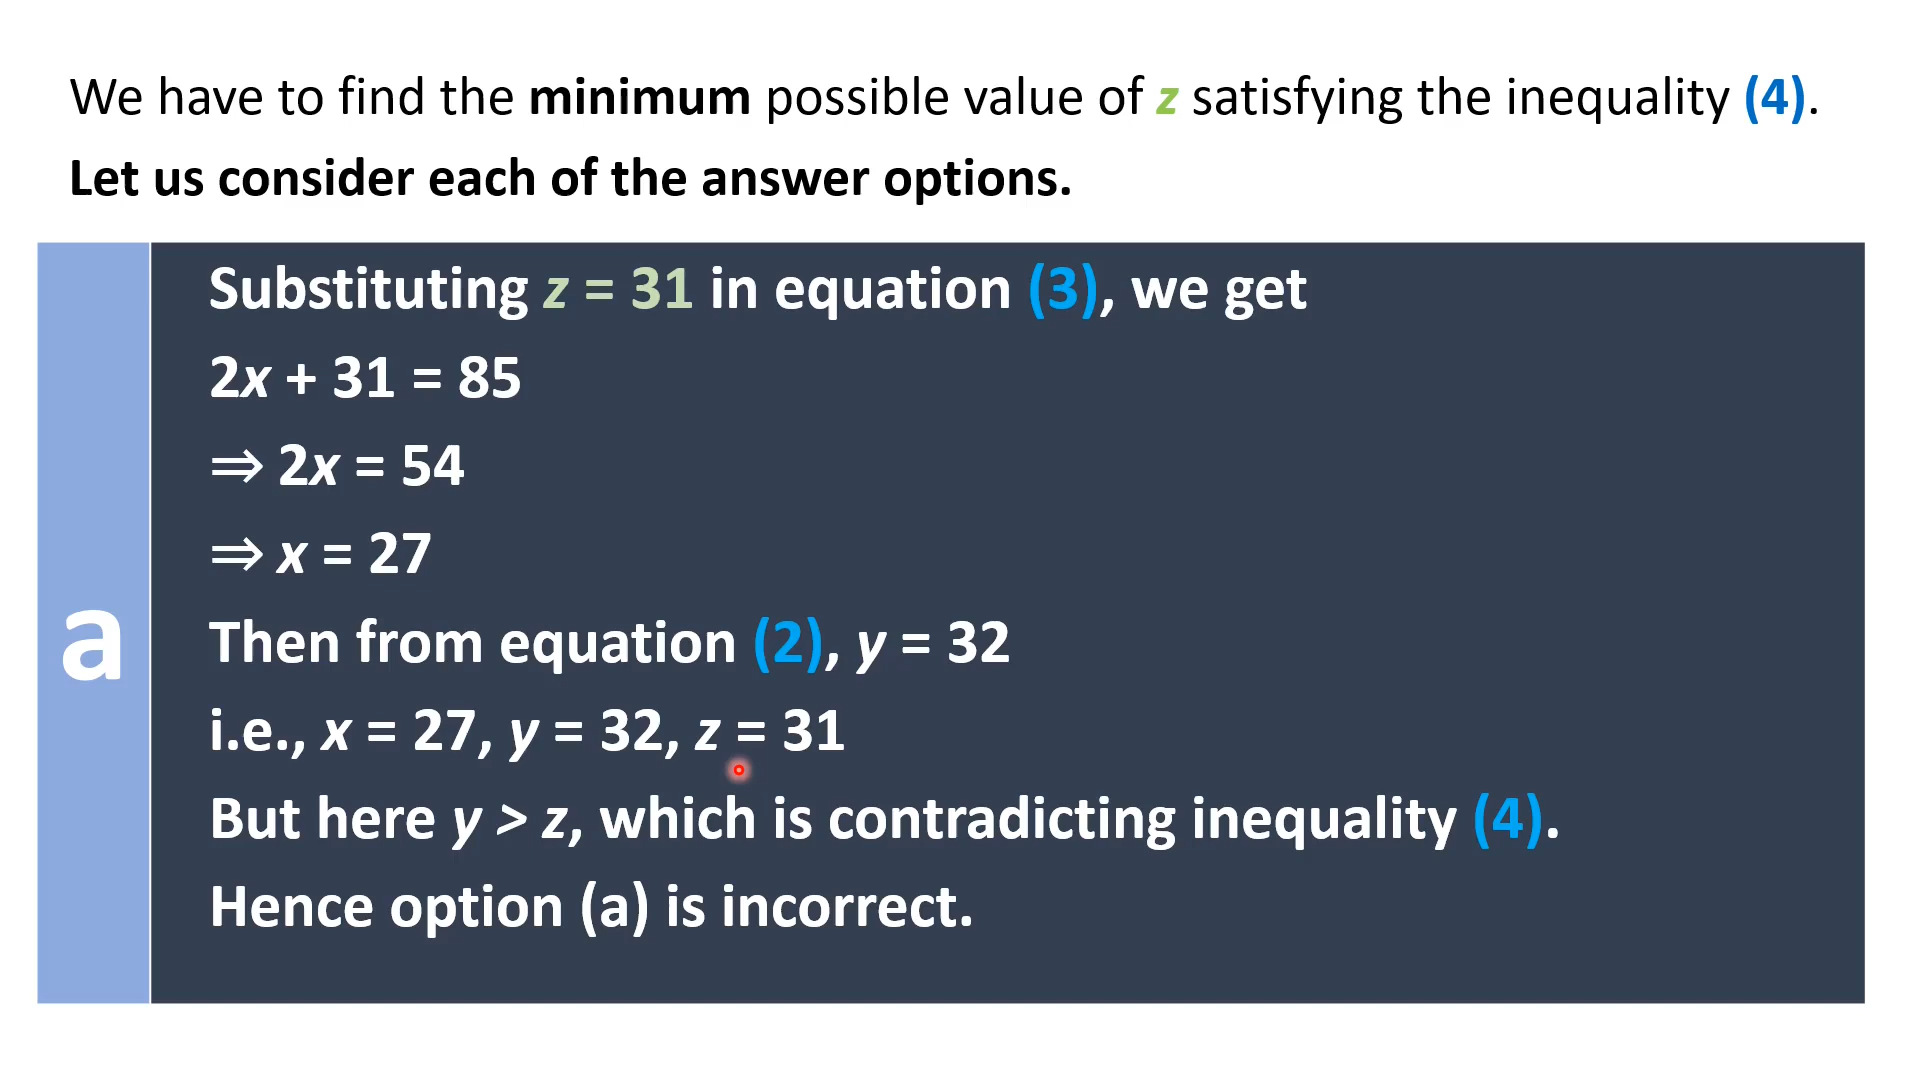 We have to find the minimum possible value of z satisfying the inequality (4).
Let us consider each of the answer options.
a
Substituting z = 31 in equation (3), we get
2x + 31 = 85
⇒ 2x = 54
⇒ x = 27
Then from equation (2), y = 32
i.e., x = 27, y = 32, z = 31
But here y > z, which is contradicting inequality (4).
Hence option (a) is incorrect.